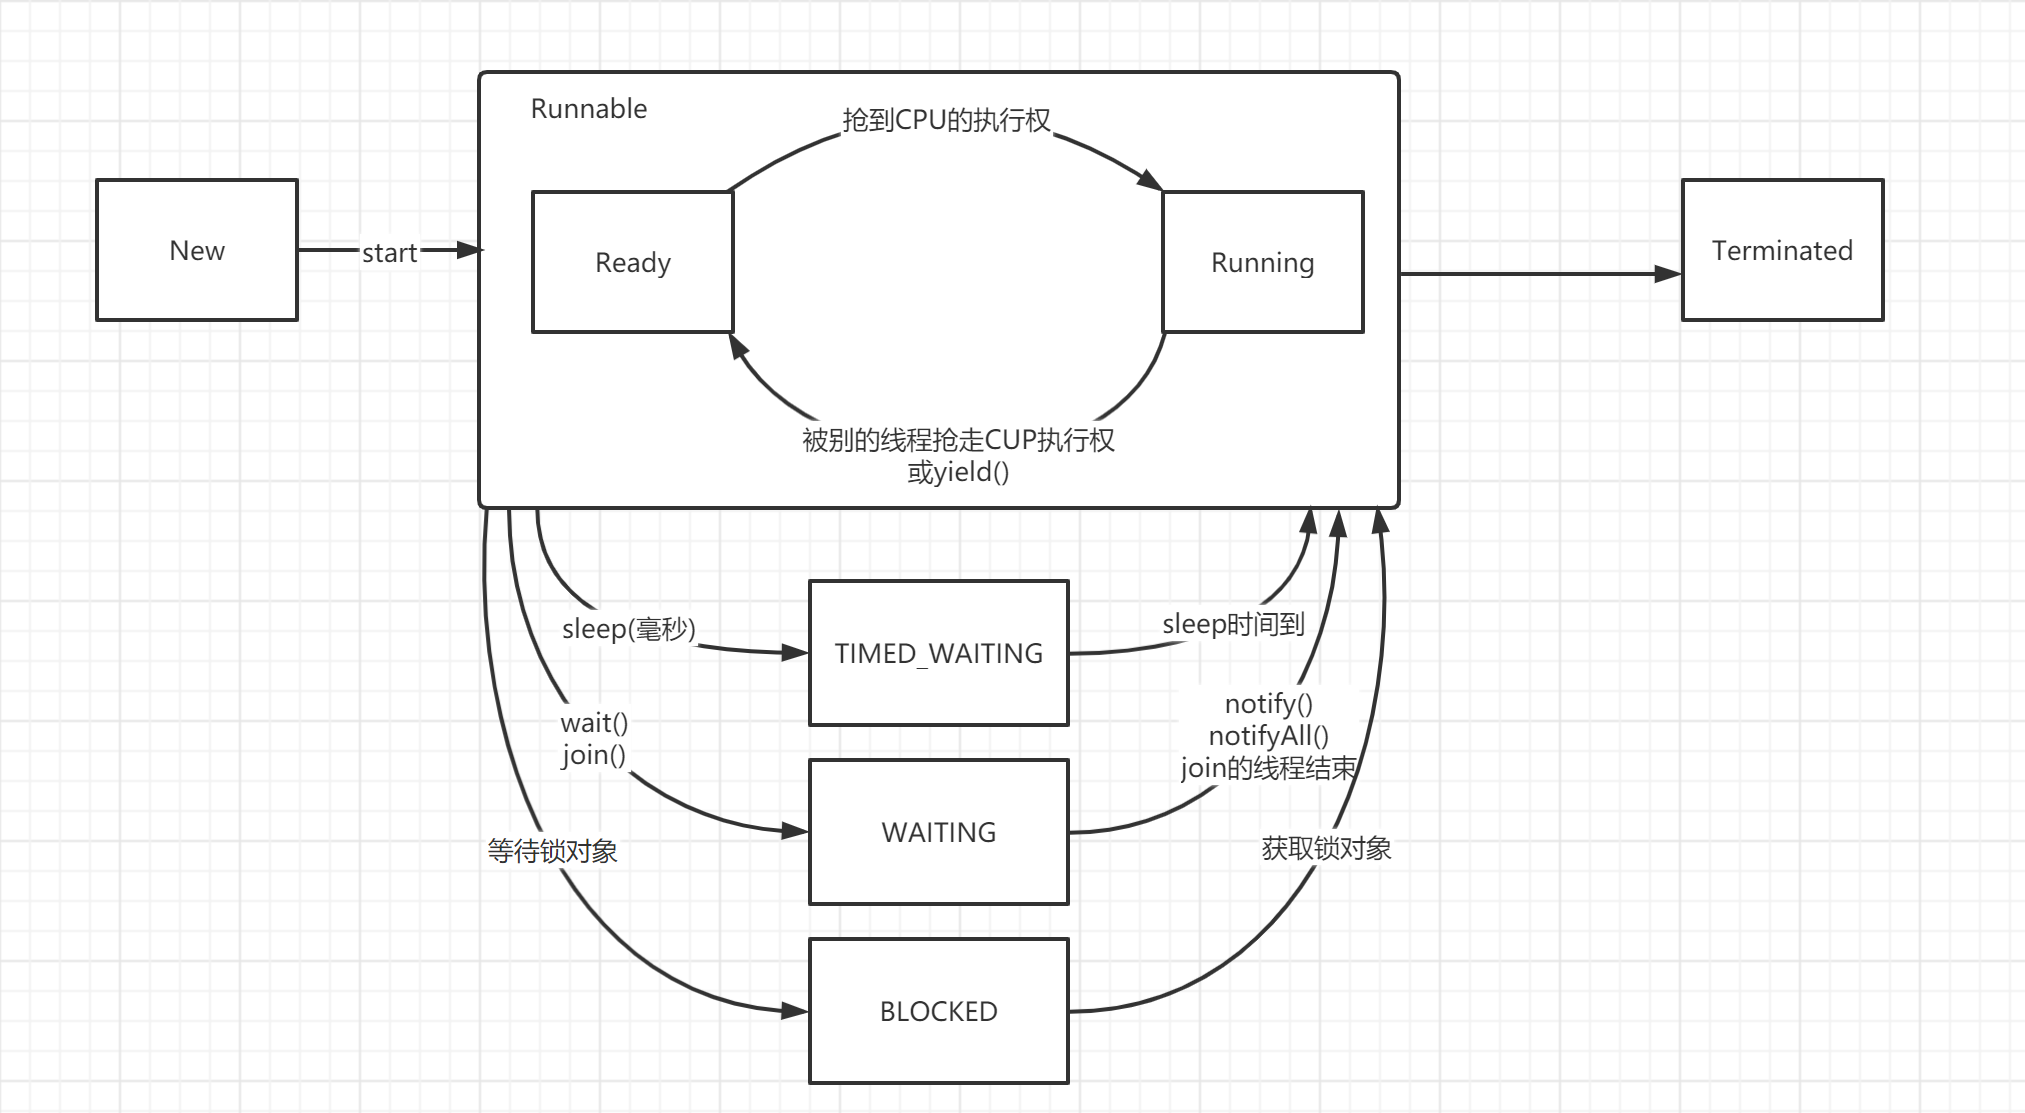 Runnable
抢到CPU的执行权
New
start
Ready
Running
Terminated
被别的线程抢走CUP执行权
或yield()
sleep(毫秒)
TIMED_WAITING
sleep时间到
wait()
join()
WAITING
notify()
notifyAll()
join的线程结束
等待锁对象
获取锁对象
BLOCKED